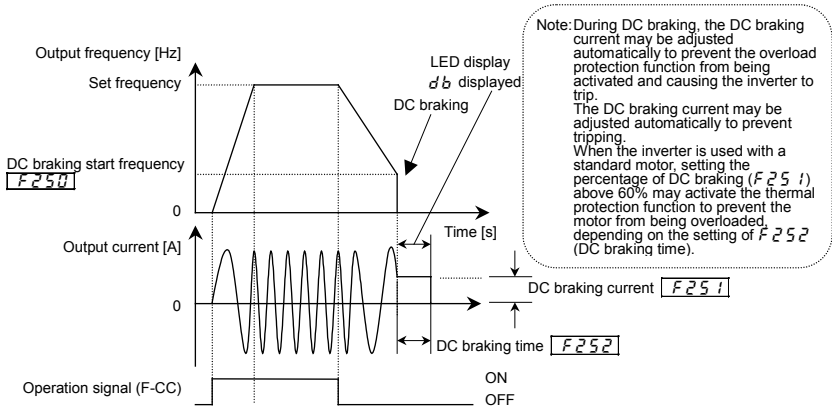 Output frequency [Hz]
Set frequency
DC braking start frequency
F250
0
Time [s]
LED display
db displayed
DC braking
Output current [A]
0
DC braking current F251
DC braking time F252
Operation signal (F-CC)
ON
OFF
Note:During DC braking, the DC braking
current may be adjusted
automatically to prevent the overload
protection function from being
activated and causing the inverter to
trip.
The DC braking current may be
adjusted automatically to prevent
tripping.
When the inverter is used with a
standard motor, setting the
percentage of DC braking (F251)
above 60% may activate the thermal
protection function to prevent the
motor from being overloaded,
depending on the setting of F252
(DC braking time).